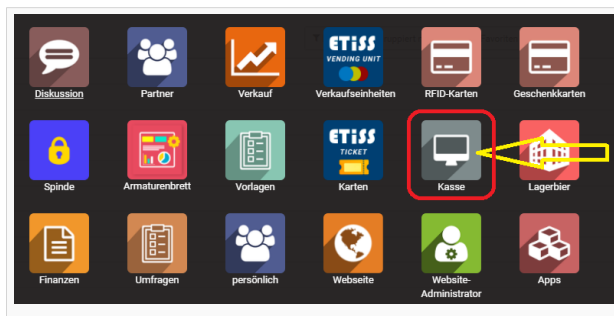 ETISS
VENDING UNIT
Diskussion
Partner
Verkauf
Verkaufseinheiten
RFID-Karten
Geschenkkarten
ETISS
TICKET
Spinde
Armaturenbrett
Vorlagen
Karten
Kasse
Lagerbier
Finanzen
Umfragen
persönlich
Webseite
Website-
Administrator
Apps